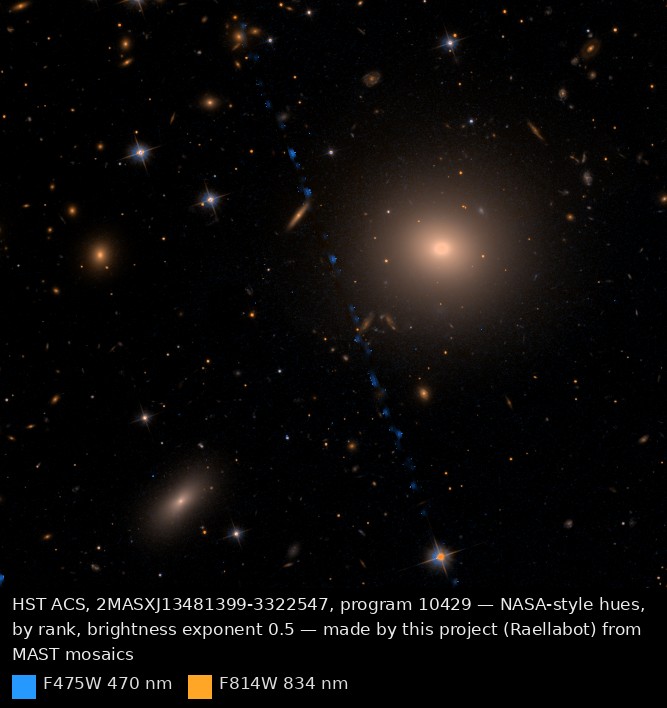 HST ACS, 2MASXJ13481399-3322547, program 10429 — NASA-style hues,
by rank, brightness exponent 0.5 — made by this project (Raellabot) from
MAST mosaics
F475W 470 nm F814W 834 nm